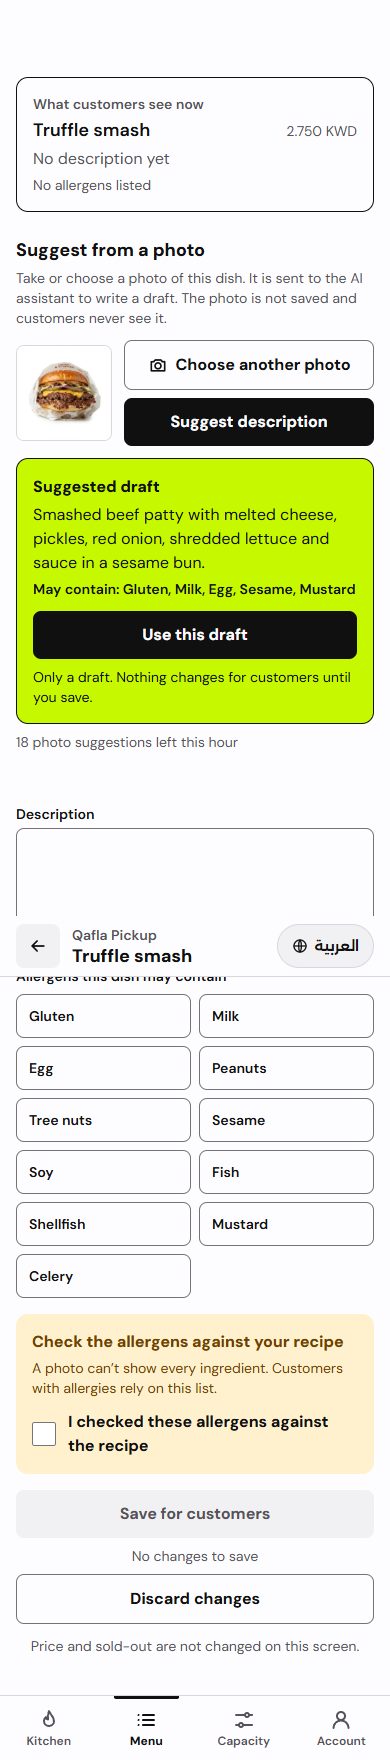 What customers see now
Truffle smash
2.750 KWD
No description yet
No allergens listed
Suggest from a photo
Take or choose a photo of this dish. It is sent to the AI
assistant to write a draft. The photo is not saved and
customers never see it.
Choose another photo
Suggest description
Suggested draft
Smashed beef patty with melted cheese,
pickles, red onion, shredded lettuce and
sauce in a sesame bun.
May contain: Gluten, Milk, Egg, Sesame, Mustard
Use this draft
Only a draft. Nothing changes for customers until
you save.
18 photo suggestions left this hour
Description
Qafla Pickup
Truffle smash
العربية
Allergens this dish may contain
Gluten
Milk
Egg
Peanuts
Tree nuts
Sesame
Soy
Fish
Shellfish
Mustard
Celery
Check the allergens against your recipe
A photo can’t show every ingredient. Customers
with allergies rely on this list.
I checked these allergens against
the recipe
Save for customers
No changes to save
Discard changes
Price and sold-out are not changed on this screen.
Kitchen
Menu
Capacity
Account